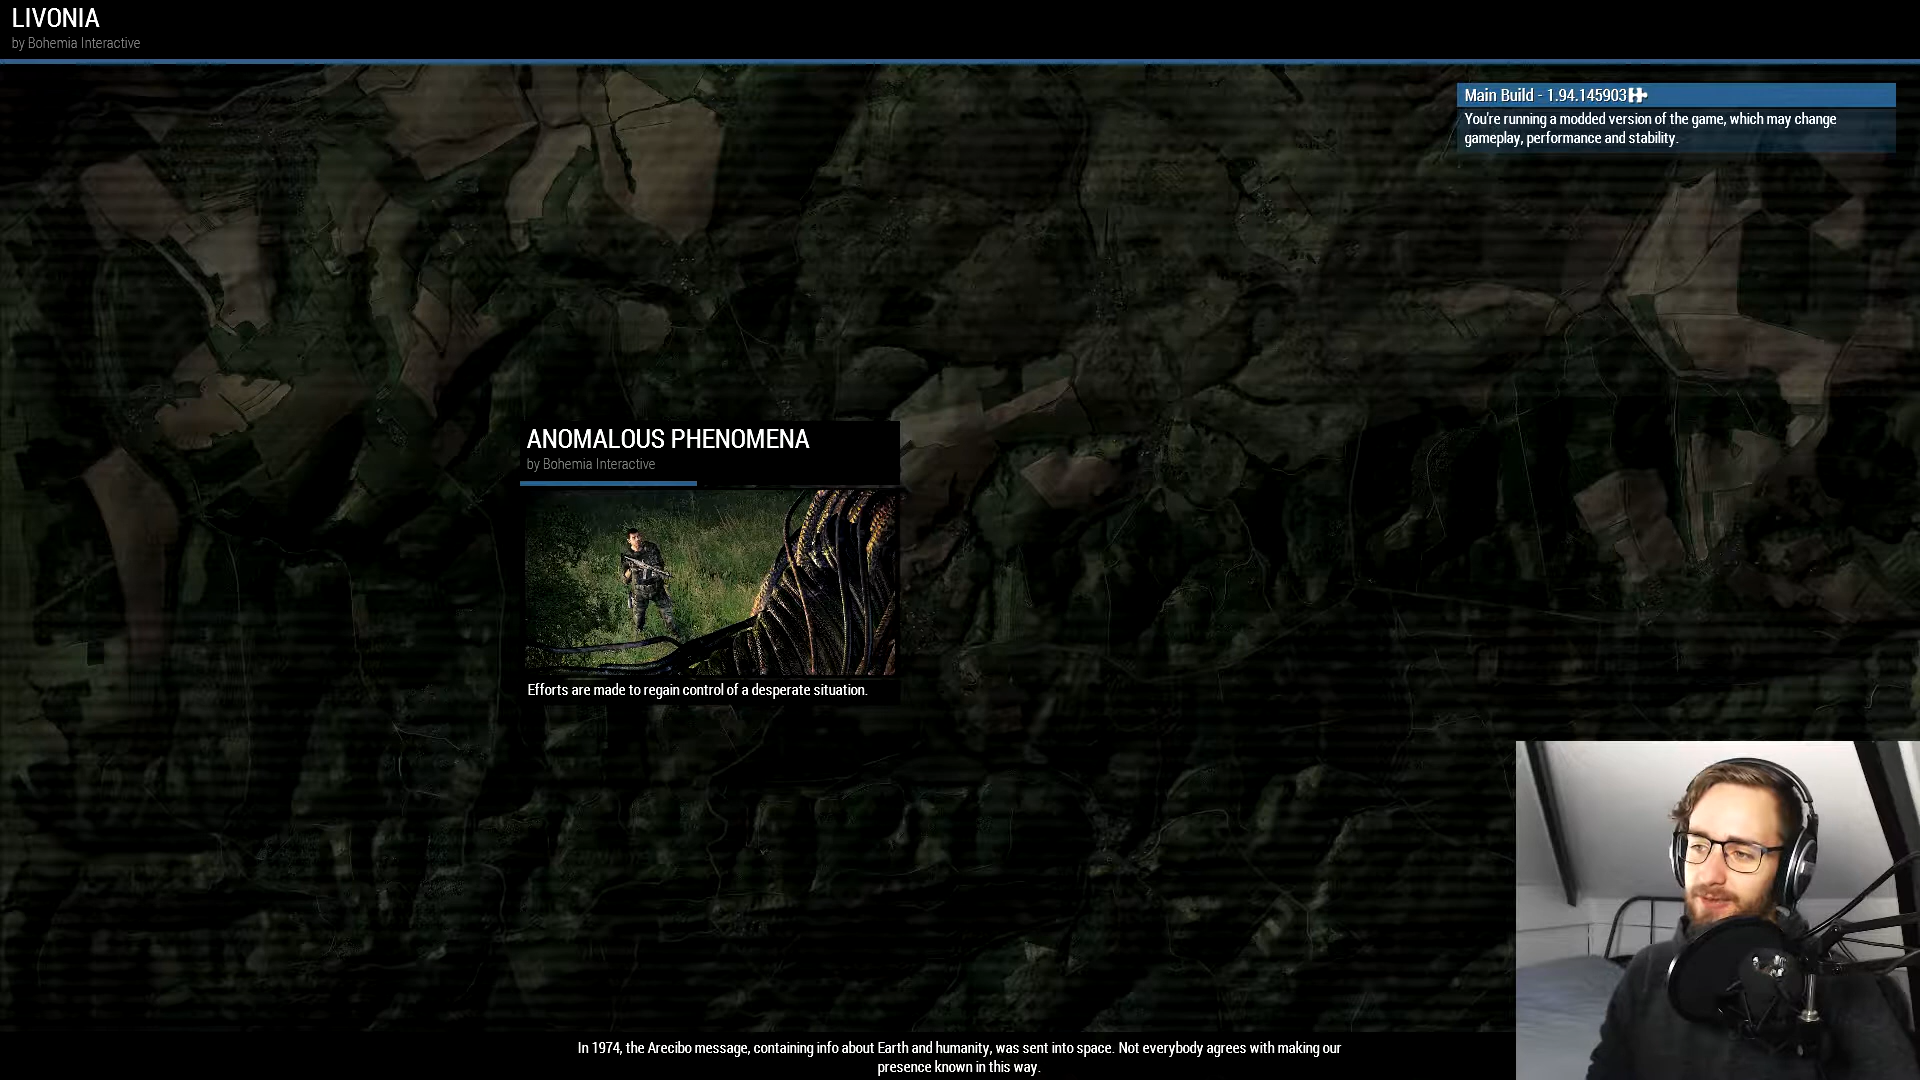 LIVONIA
by Bohemia Interactive
Main Build - 1.94.145903
You're running a modded version of the game, which may change
gameplay, performance and stability.
ANOMALOUS PHENOMENA
by Bohemia Interactive
Efforts are made to regain control of a desperate situation.
In 1974, the Arecibo message, containing info about Earth and humanity, was sent into space. Not everybody agrees with making our
presence known in this way.